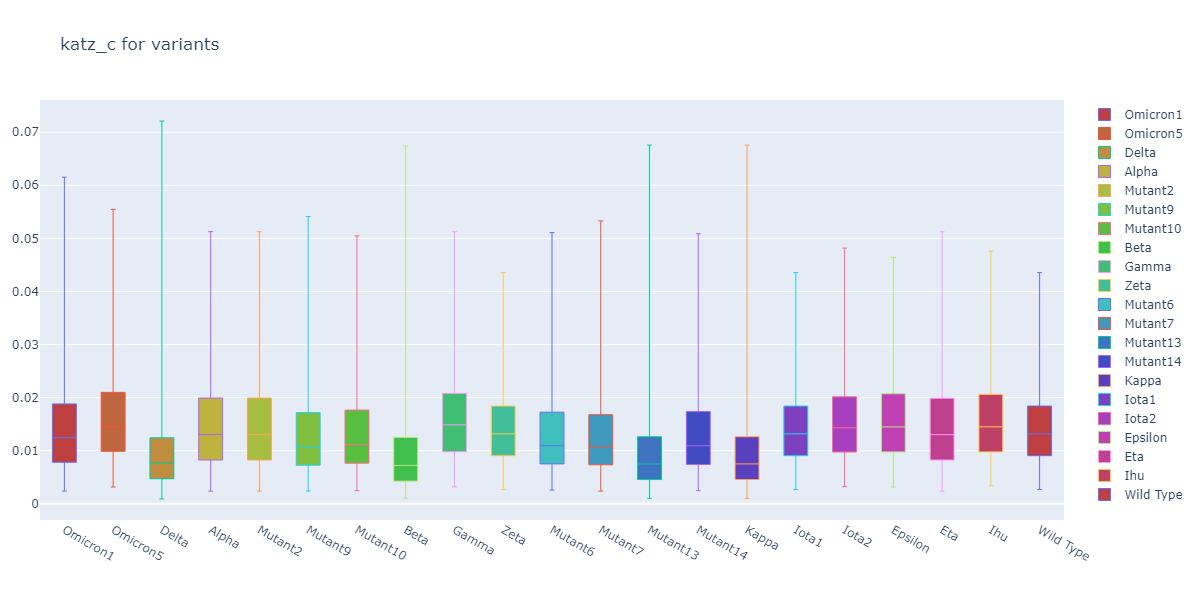 katz_c for variants
0.07
0.06
0.05
0.04
0.03
0.02
0.01
0
Omicron1
Omicron5
Delta
Alpha
Mutant2
Mutant9
Mutant10
Beta
Gamma
Zeta
Mutant6
Mutant7
Mutant13
Mutant14
Kappa
Iota1
Iota2
Epsilon
Eta
Ihu
Wild Type
Omicron1
Omicron5
Delta
Alpha
Mutant2
Mutant9
Mutant10
Beta
Gamma
Zeta
Mutant6
Mutant7
Mutant13
Mutant14
Kappa
Iota1
Iota2
Epsilon
Eta
Ihu
Wild Type